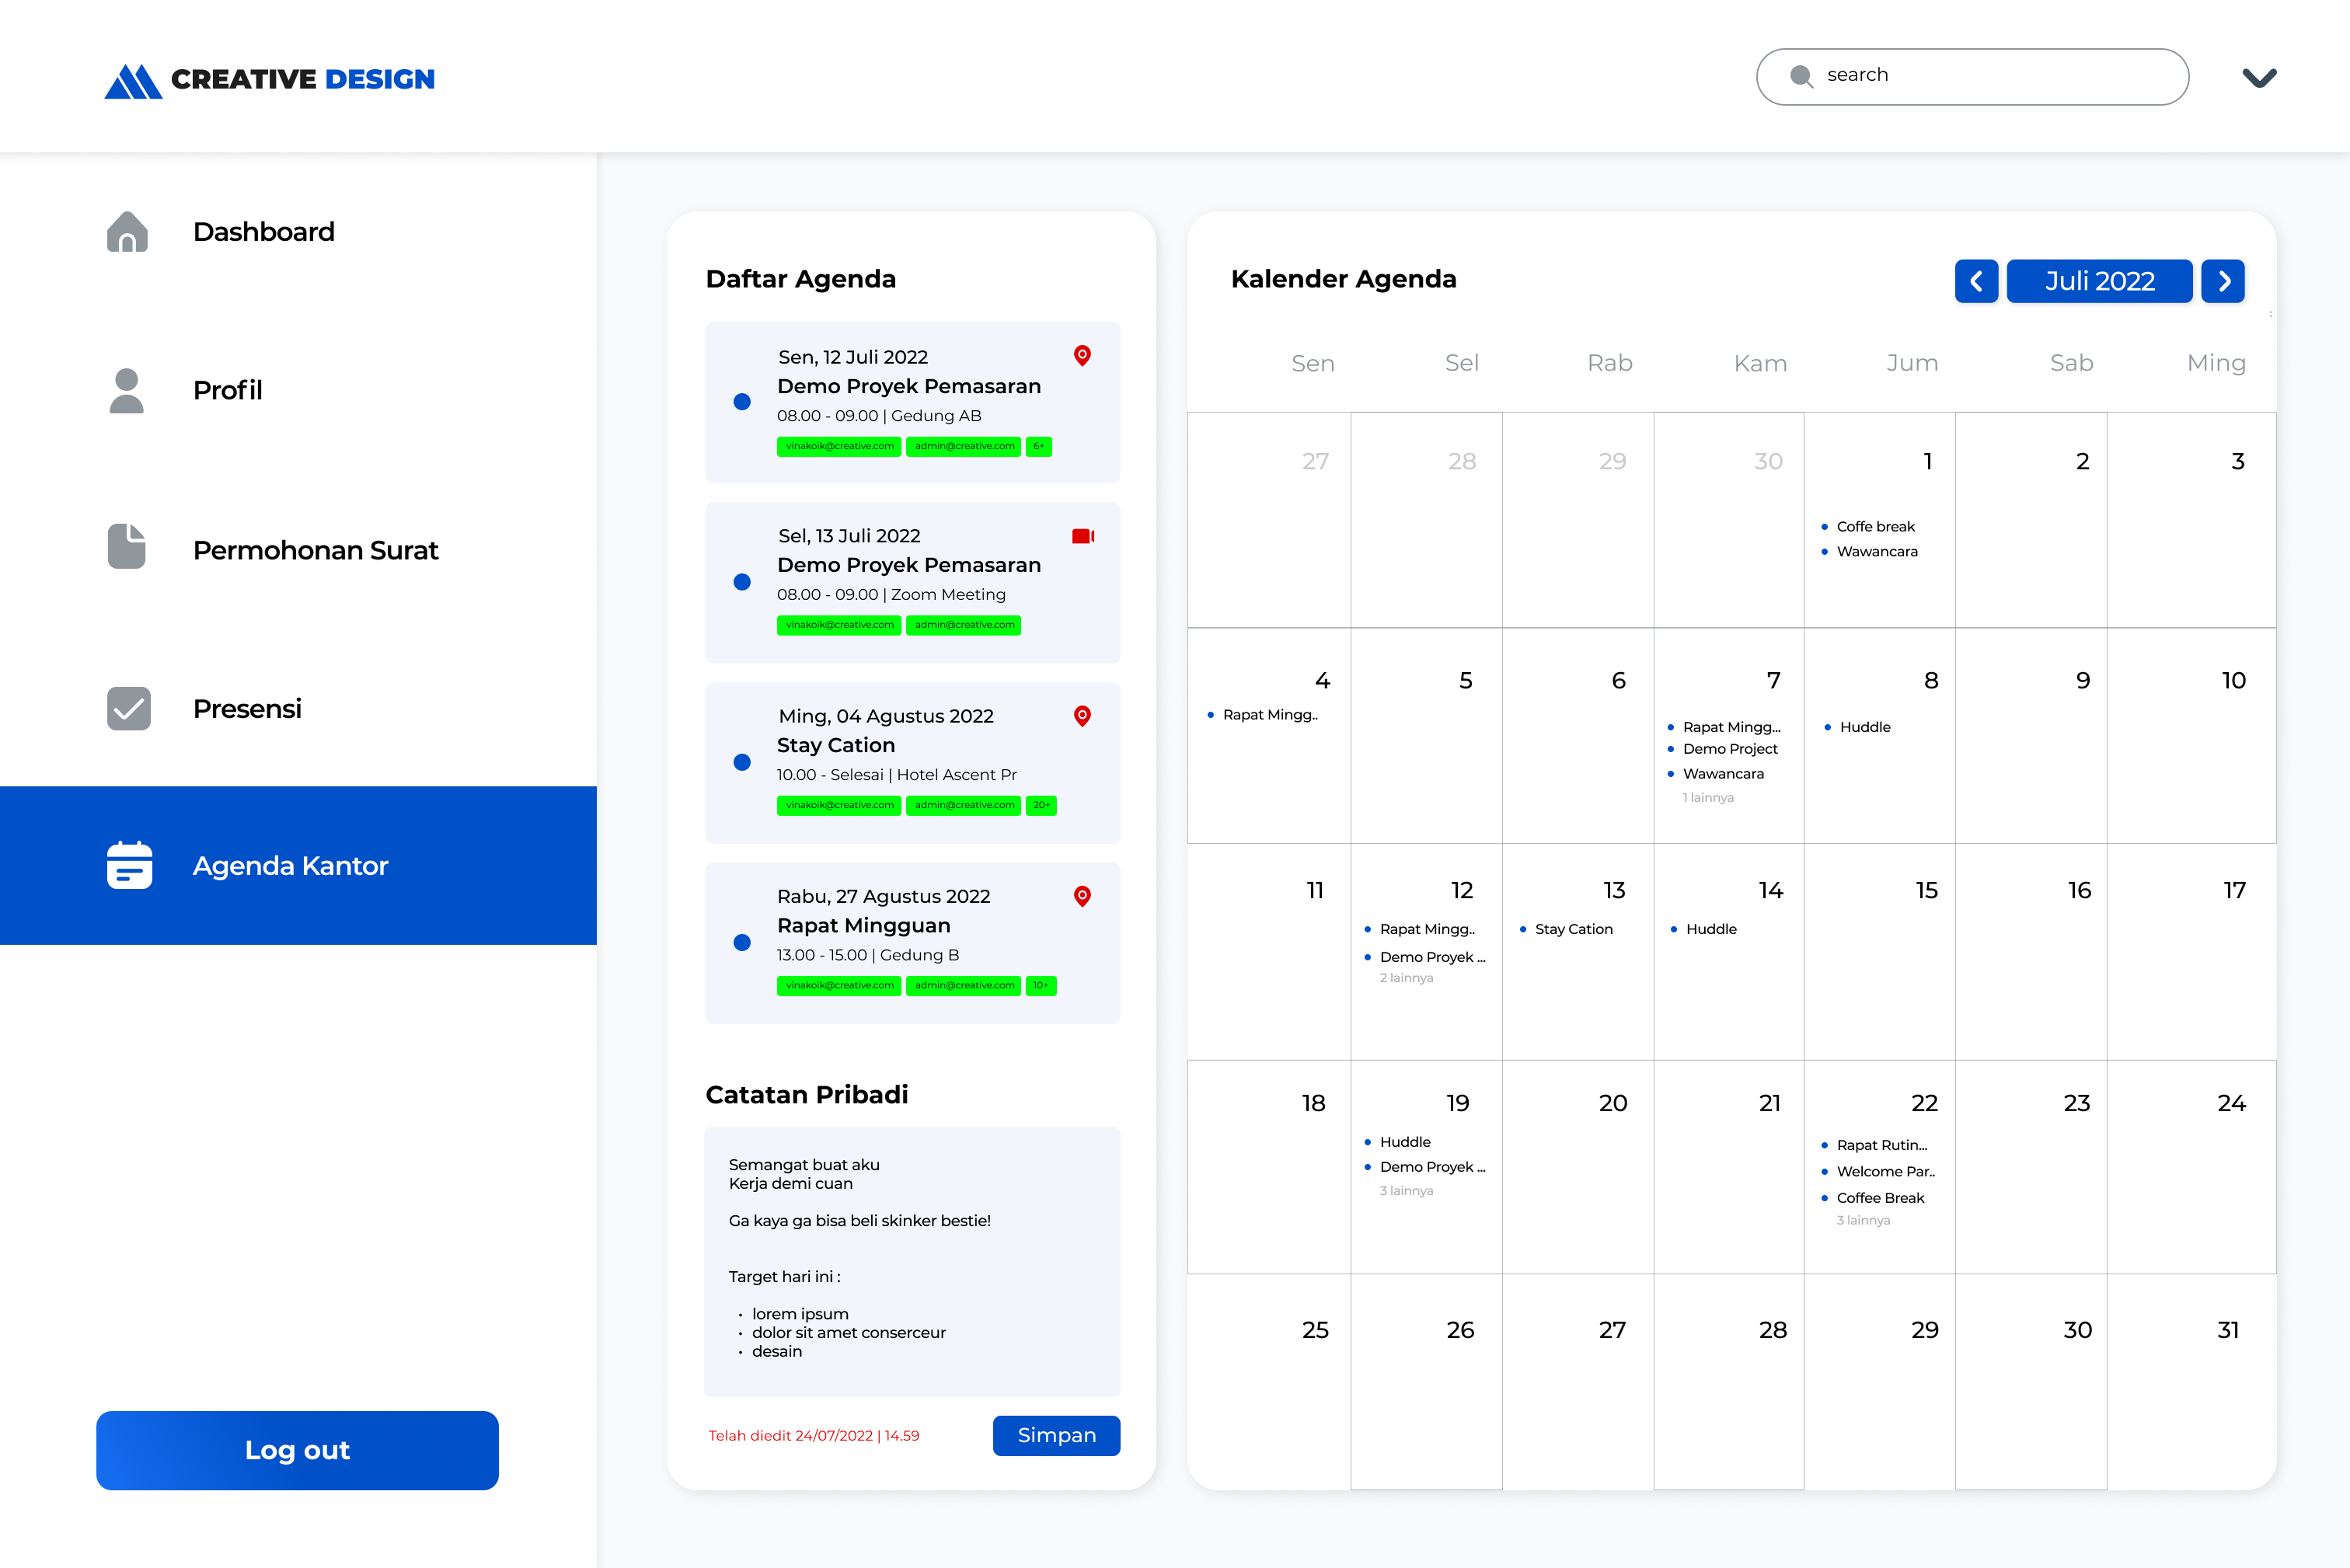 CREATIVE DESIGN
search
Dashboard
Profil
Permohonan Surat
Presensi
Agenda Kantor
Log out
Daftar Agenda
Sen, 12 Juli 2022
Demo Proyek Pemasaran
08.00 - 09.00 | Gedung AB
vinakoik@creative.com admin@creative.com 6+
Sel, 13 Juli 2022
Demo Proyek Pemasaran
08.00 - 09.00 | Zoom Meeting
vinakoik@creative.com admin@creative.com
Ming, 04 Agustus 2022
Stay Cation
10.00 - Selesai | Hotel Ascent Pr
vinakoik@creative.com admin@creative.com 20+
Rabu, 27 Agustus 2022
Rapat Mingguan
13.00 - 15.00 | Gedung B
vinakoik@creative.com admin@creative.com 10+
Catatan Pribadi
Semangat buat aku
Kerja demi cuan
Ga kaya ga bisa beli skinker bestie!
Target hari ini :
• lorem ipsum
• dolor sit amet conserceur
• desain
Telah diedit 24/07/2022 | 14.59
Simpan
Kalender Agenda
Juli 2022
Sen Sel Rab Kam Jum Sab Ming
27 28 29 30 1 2 3
• Coffe break
• Wawancara
4 5 6 7 8 9 10
• Rapat Mingg..
• Rapat Mingg... • Huddle
• Demo Project
• Wawancara
1 lainnya
11 12 13 14 15 16 17
• Rapat Mingg.. • Stay Cation • Huddle
• Demo Proyek ...
2 lainnya
18 19 20 21 22 23 24
• Huddle • Rapat Rutin...
• Demo Proyek ... • Welcome Par..
3 lainnya • Coffee Break
3 lainnya
25 26 27 28 29 30 31